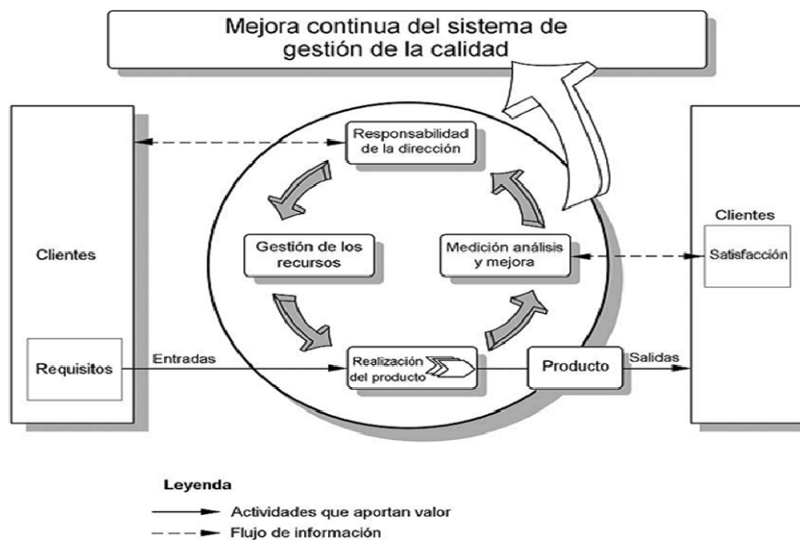 Mejora continua del sistema de
gestión de la calidad
Responsabilidad
de la dirección
Clientes
Clientes
Gestión de los
recursos
Medición análisis
y mejora
Satisfacción
Requisitos
Entradas
Realización
del producto
Producto
Salidas
Leyenda
Actividades que aportan valor
Flujo de información